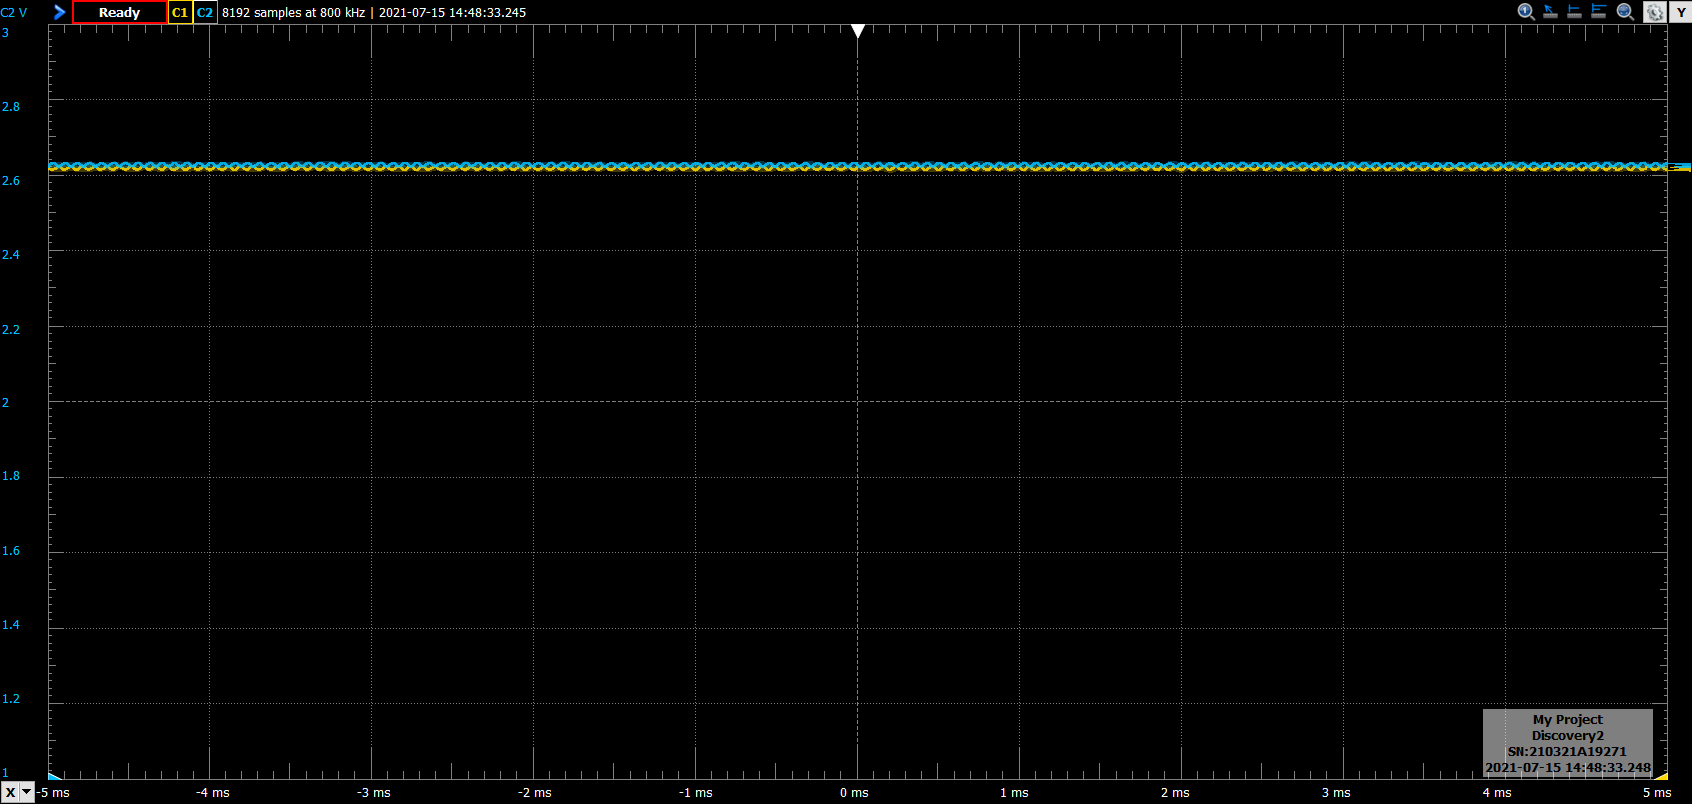 C2 V Ready C1 C2 8192 samples at 800 kHz | 2021-07-15 14:48:33.245 Y
3
2.8
2.6
2.4
2.2
2
1.8
1.6
1.4
1.2
1
My Project
Discovery2
SN:210321A19271
2021-07-15 14:48:33.248
X -5 ms -4 ms -3 ms -2 ms -1 ms 0 ms 1 ms 2 ms 3 ms 4 ms 5 ms